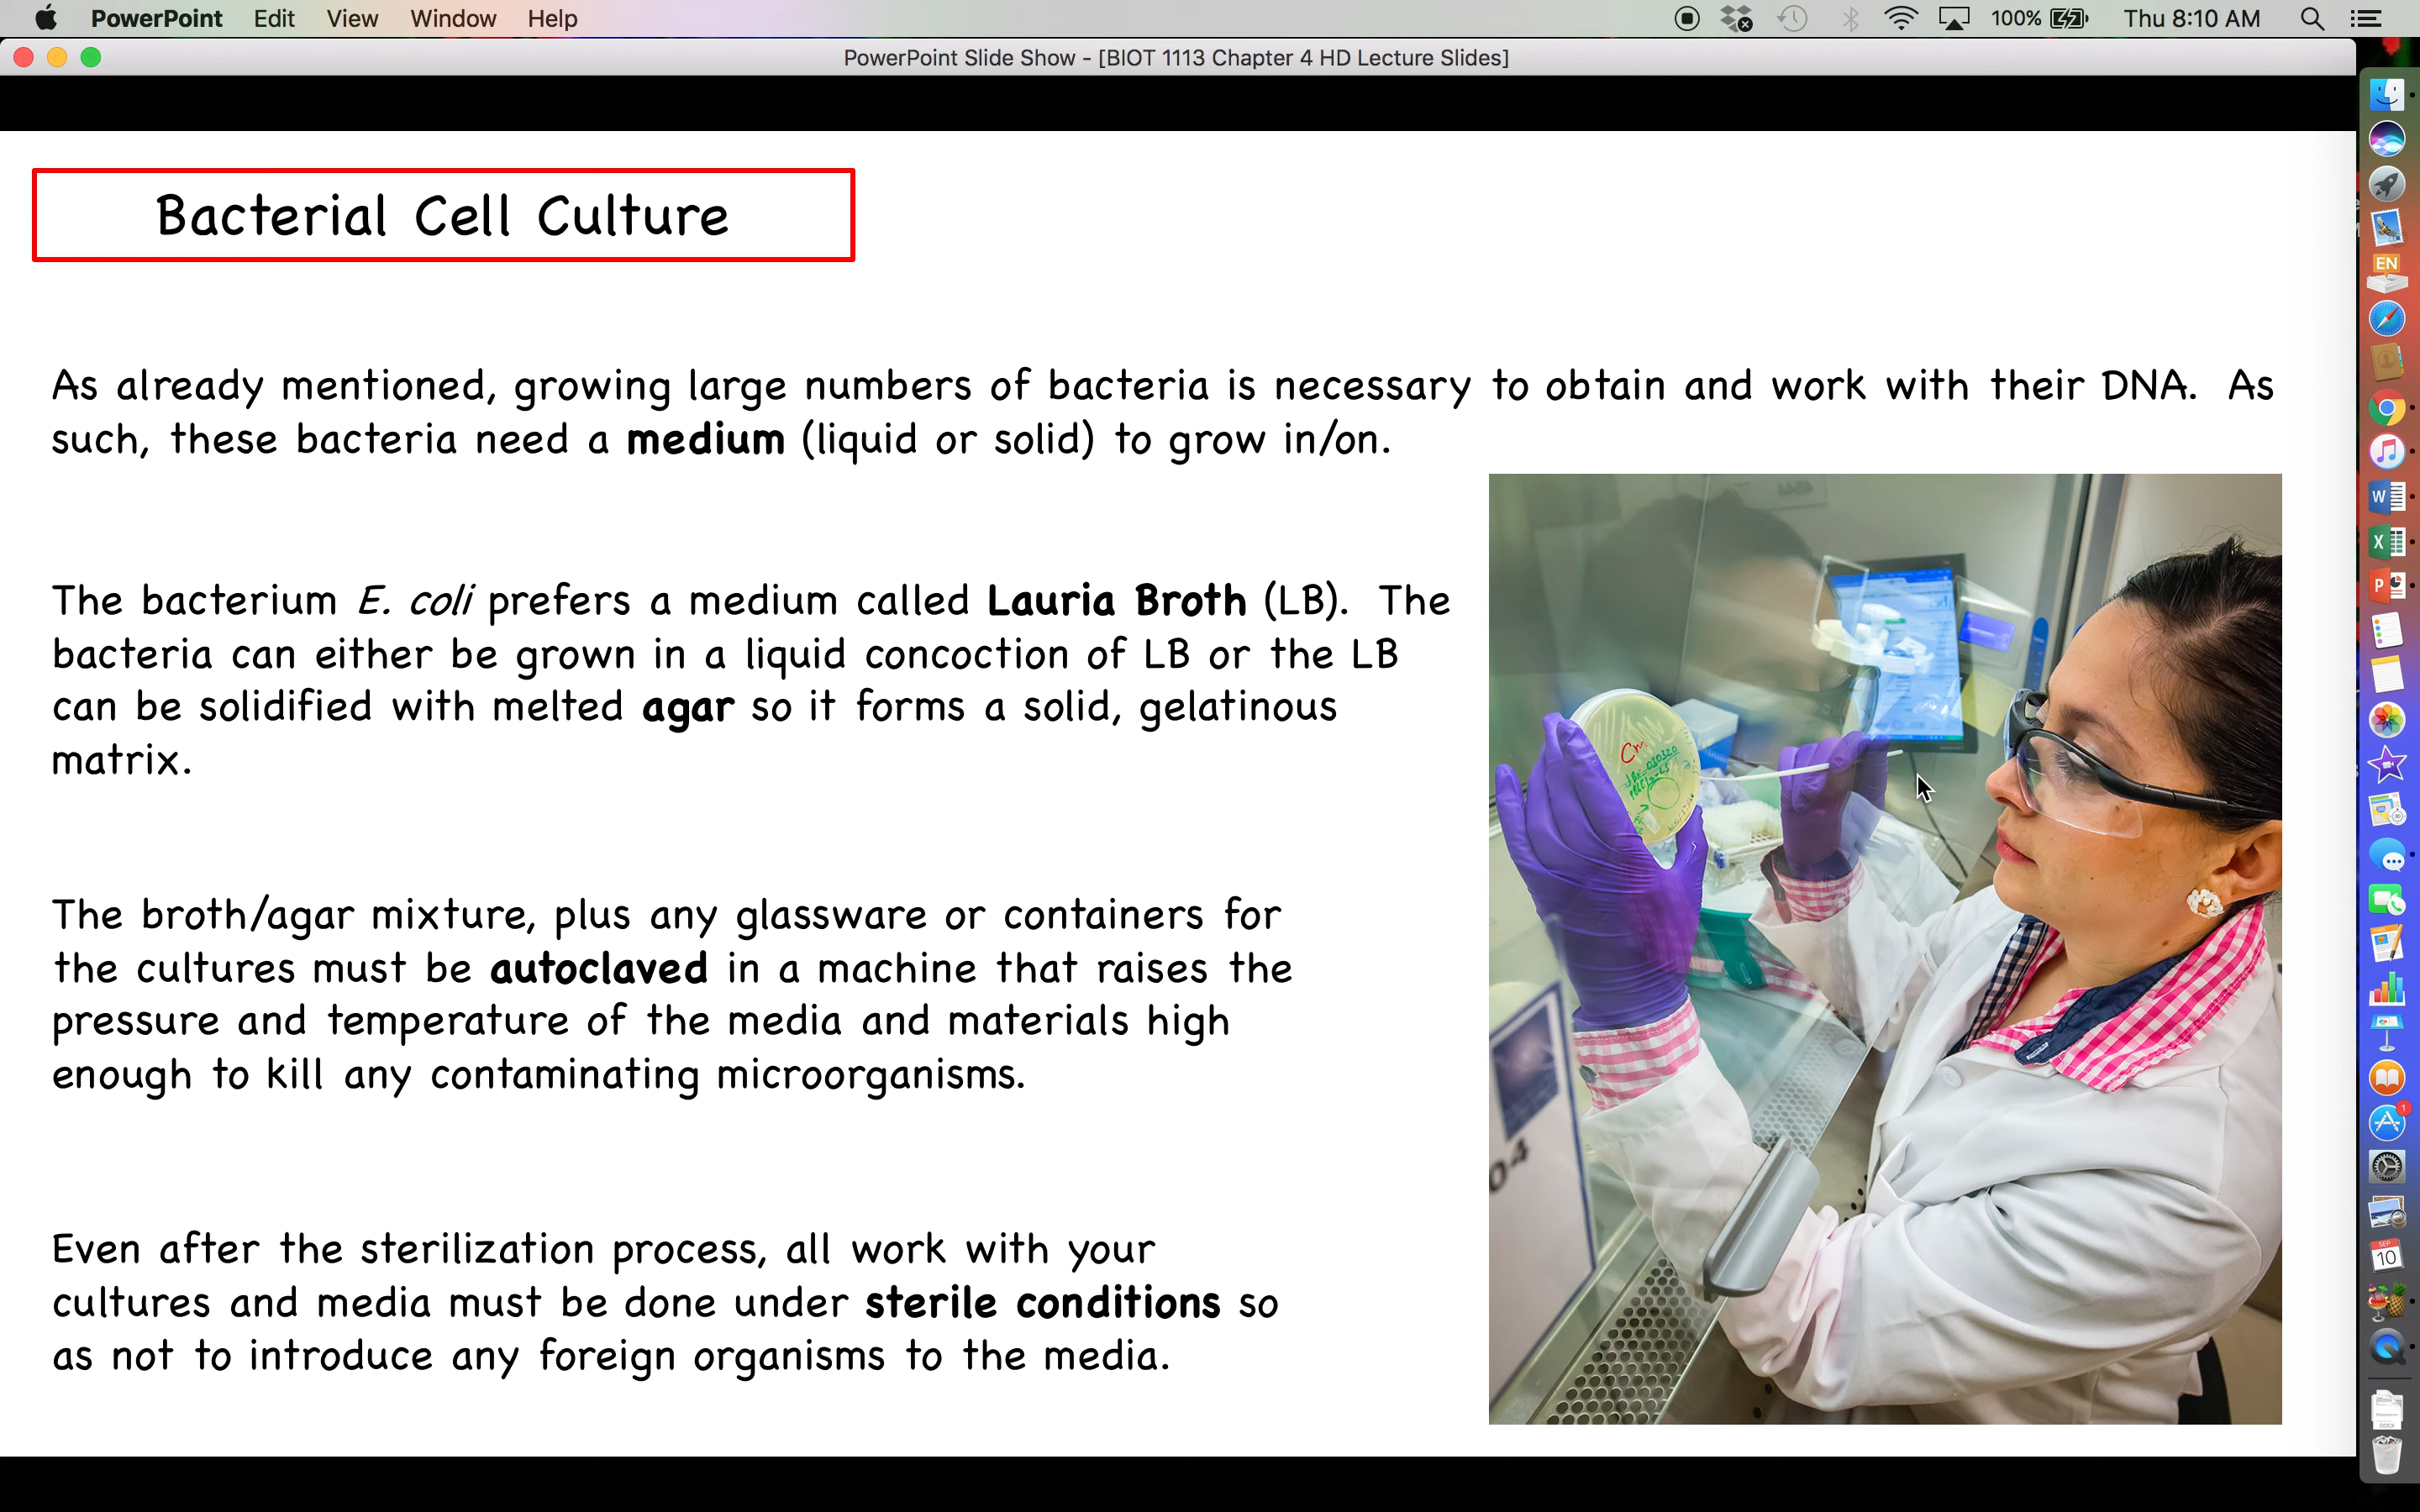 PowerPoint Edit View Window Help 100% Thu 8:10 AM
PowerPoint Slide Show - [BIOT 1113 Chapter 4 HD Lecture Slides]
Bacterial Cell Culture
As already mentioned, growing large numbers of bacteria is necessary to obtain and work with their DNA. As
such, these bacteria need a medium (liquid or solid) to grow in/on.
The bacterium E. coli prefers a medium called Lauria Broth (LB). The
bacteria can either be grown in a liquid concoction of LB or the LB
can be solidified with melted agar so it forms a solid, gelatinous
matrix.
The broth/agar mixture, plus any glassware or containers for
the cultures must be autoclaved in a machine that raises the
pressure and temperature of the media and materials high
enough to kill any contaminating microorganisms.
Even after the sterilization process, all work with your
cultures and media must be done under sterile conditions so
as not to introduce any foreign organisms to the media.
Cm
04
EN
W
X
P
1
SEP
10
DOCX